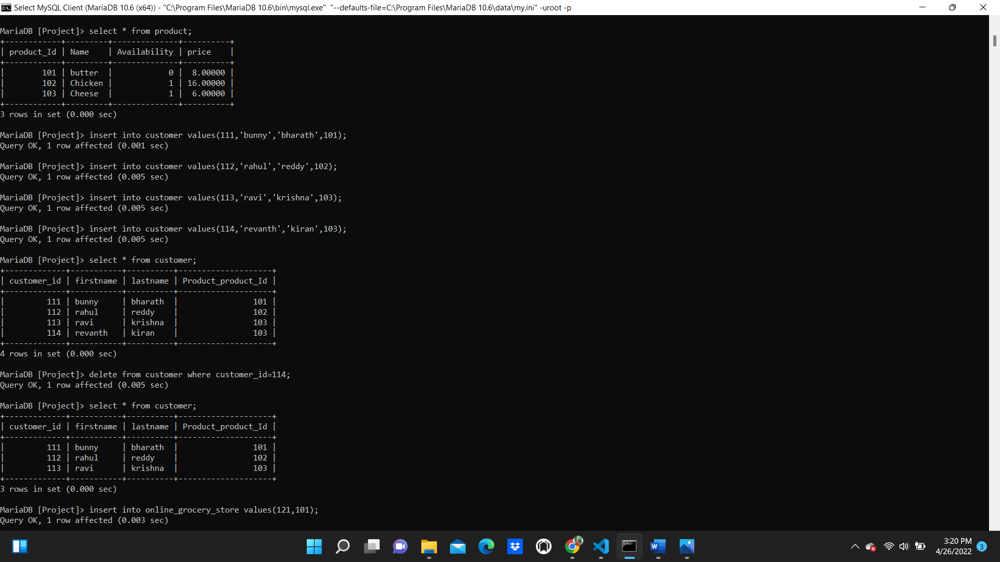 Select MySQL Client (MariaDB 10.6 (x64)) - "C:\Program Files\MariaDB 10.6\bin\mysql.exe"  "--defaults-file=C:\Program Files\MariaDB 10.6\data\my.ini" -uroot -p
MariaDB [Project]> select * from product;
+------------+---------+--------------+----------+
| product_Id | Name    | Availability | price    |
+------------+---------+--------------+----------+
|        101 | butter  |            0 |  8.00000 |
|        102 | Chicken |            1 | 16.00000 |
|        103 | Cheese  |            1 |  6.00000 |
+------------+---------+--------------+----------+
3 rows in set (0.000 sec)
MariaDB [Project]> insert into customer values(111,'bunny','bharath',101);
Query OK, 1 row affected (0.001 sec)
MariaDB [Project]> insert into customer values(112,'rahul','reddy',102);
Query OK, 1 row affected (0.005 sec)
MariaDB [Project]> insert into customer values(113,'ravi','krishna',103);
Query OK, 1 row affected (0.005 sec)
MariaDB [Project]> insert into customer values(114,'revanth','kiran',103);
Query OK, 1 row affected (0.005 sec)
MariaDB [Project]> select * from customer;
+-------------+-----------+----------+--------------------+
| customer_id | firstname | lastname | Product_product_Id |
+-------------+-----------+----------+--------------------+
|         111 | bunny     | bharath  |                101 |
|         112 | rahul     | reddy    |                102 |
|         113 | ravi      | krishna  |                103 |
|         114 | revanth   | kiran    |                103 |
+-------------+-----------+----------+--------------------+
4 rows in set (0.000 sec)
MariaDB [Project]> delete from customer where customer_id=114;
Query OK, 1 row affected (0.005 sec)
MariaDB [Project]> select * from customer;
+-------------+-----------+----------+--------------------+
| customer_id | firstname | lastname | Product_product_Id |
+-------------+-----------+----------+--------------------+
|         111 | bunny     | bharath  |                101 |
|         112 | rahul     | reddy    |                102 |
|         113 | ravi      | krishna  |                103 |
+-------------+-----------+----------+--------------------+
3 rows in set (0.000 sec)
MariaDB [Project]> insert into online_grocery_store values(121,101);
Query OK, 1 row affected (0.003 sec)
3:20 PM
4/26/2022
3